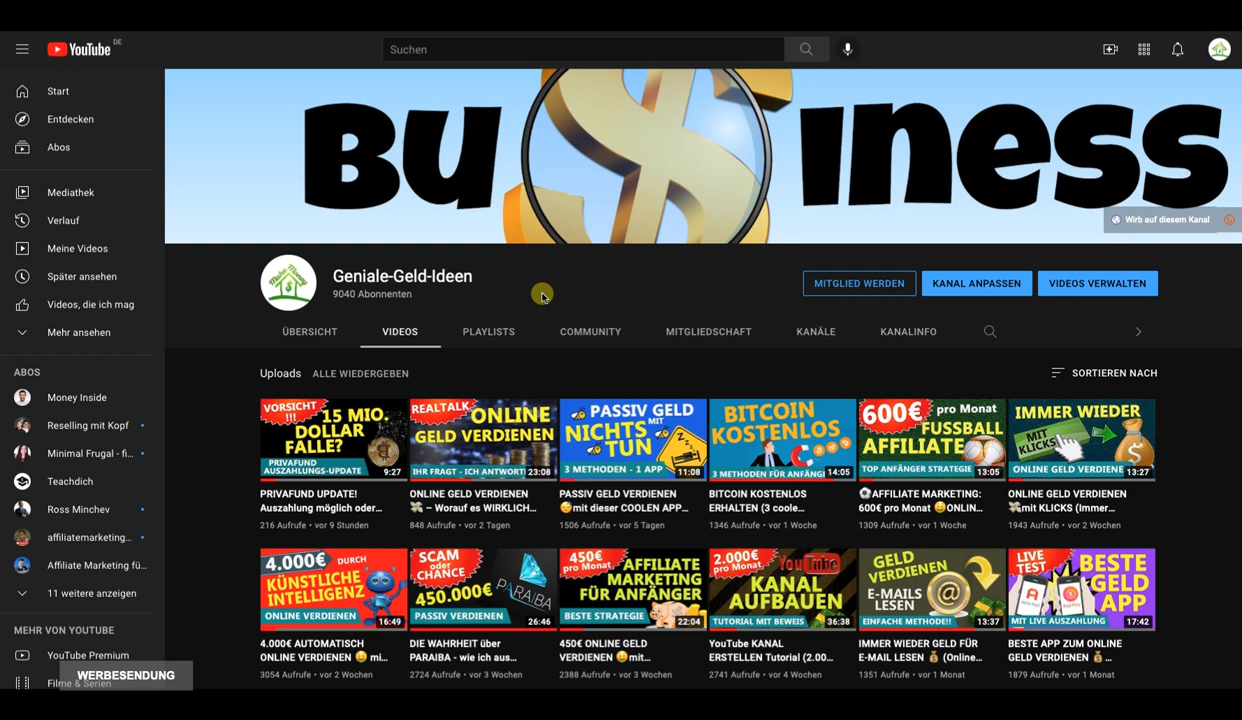 YouTube DE
Suchen
Start
Entdecken
Abos
Mediathek
Verlauf
Meine Videos
Später ansehen
Videos, die ich mag
Mehr ansehen
ABOS
Money Inside
Reselling mit Kopf
Minimal Frugal - fi...
Teachdich
Ross Minchev
affiliatemarketing...
Affiliate Marketing fü...
11 weitere anzeigen
MEHR VON YOUTUBE
YouTube Premium
Filme & Serien
WERBESENDUNG
Bu$iness
Wirb auf diesem Kanal
Geniale-Geld-Ideen
9040 Abonnenten
MITGLIED WERDEN
KANAL ANPASSEN
VIDEOS VERWALTEN
ÜBERSICHT
VIDEOS
PLAYLISTS
COMMUNITY
MITGLIEDSCHAFT
KANÄLE
KANALINFO
Uploads
ALLE WIEDERGEBEN
SORTIEREN NACH
VORSICHT
!!!
15 MIO.
DOLLAR
FALLE?
PRIVAFUND
AUSZAHLUNGS-UPDATE
9:27
PRIVAFUND UPDATE!
Auszahlung möglich oder...
216 Aufrufe • vor 9 Stunden
REALTALK
ONLINE
GELD VERDIENEN
IHR FRAGT - ICH ANTWORT
23:08
ONLINE GELD VERDIENEN
💸 – Worauf es WIRKLICH...
848 Aufrufe • vor 2 Tagen
PASSIV GELD
MIT
NICHTS
TUN
3 METHODEN - 1 APP
11:08
PASSIV GELD VERDIENEN
😴mit dieser COOLEN APP...
1506 Aufrufe • vor 5 Tagen
BITCOIN
KOSTENLOS
3 METHODEN FÜR ANFÄNG
14:05
BITCOIN KOSTENLOS
ERHALTEN (3 coole...
1346 Aufrufe • vor 1 Woche
600€ pro Monat
FUSSBALL
AFFILIATE
TOP ANFÄNGER STRATEGIE
13:05
⚽AFFILIATE MARKETING:
600€ pro Monat 🤑ONLIN...
1309 Aufrufe • vor 1 Woche
IMMER WIEDER
GELD
MIT
KLICKS
ONLINE GELD VERDIENE
13:27
ONLINE GELD VERDIENEN
💸mit KLICKS (Immer...
1943 Aufrufe • vor 2 Wochen
4.000€ DURCH
KÜNSTLICHE
INTELLIGENZ
ONLINE VERDIENEN
16:49
4.000€ AUTOMATISCH
ONLINE VERDIENEN 🤑 mi...
3054 Aufrufe • vor 2 Wochen
SCAM
oder
CHANCE
450.000€
PARAIBA
PASSIV VERDIENEN
26:46
DIE WAHRHEIT über
PARAIBA - wie ich aus...
2724 Aufrufe • vor 3 Wochen
450€
pro Monat
AFFILIATE
MARKETING
FÜR ANFÄNGER
BESTE STRATEGIE
22:04
450€ ONLINE GELD
VERDIENEN 🤑mit...
2388 Aufrufe • vor 3 Wochen
2.000€
pro Monat
YouTube
KANAL
AUFBAUEN
TUTORIAL MIT BEWEIS
36:38
YouTube KANAL
ERSTELLEN Tutorial (2.00...
2741 Aufrufe • vor 4 Wochen
GELD
VERDIENEN
E-MAILS
LESEN
@
EINFACHE METHODE!!
13:37
IMMER WIEDER GELD FÜR
E-MAIL LESEN 💰 (Online...
1351 Aufrufe • vor 1 Monat
LIVE
TEST
BESTE
GELD
APP
MIT LIVE AUSZAHLUNG
17:42
BESTE APP ZUM ONLINE
GELD VERDIENEN 💰...
1879 Aufrufe • vor 1 Monat